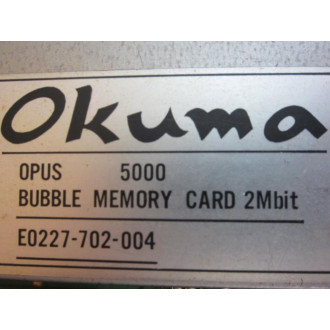 Okuma
OPUS 5000
BUBBLE MEMORY CARD 2Mbit
E0227-702-004